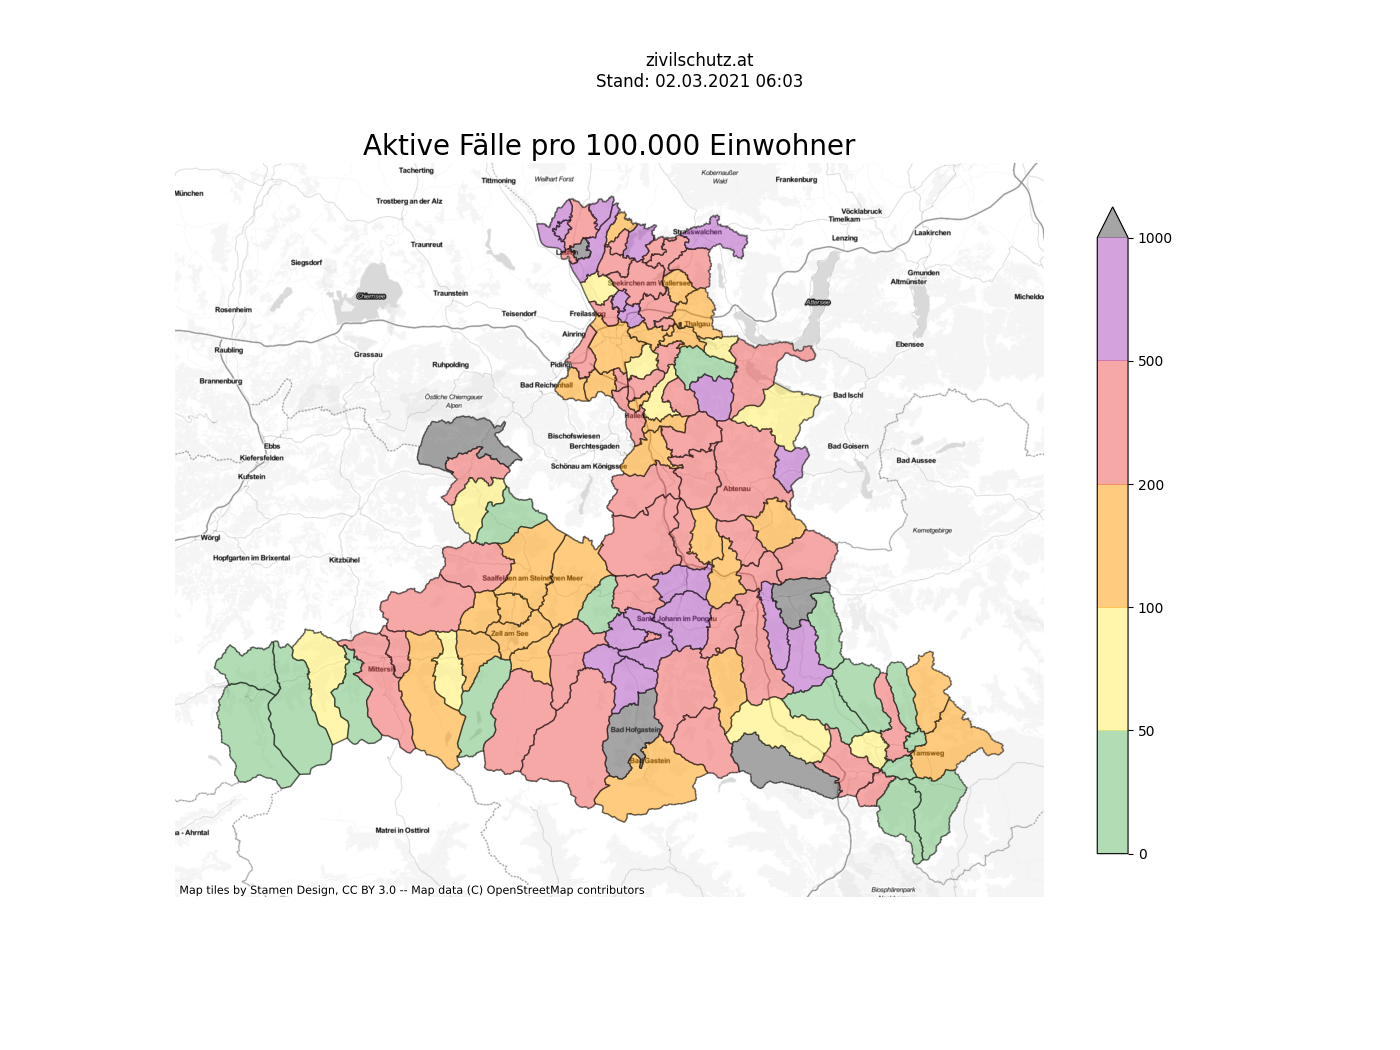 zivilschutz.at
Stand: 02.03.2021 06:03
Aktive Fälle pro 100.000 Einwohner
Tacherting
Tittmoning
Weilhart Forst
Kobernaußer
Wald
Frankenburg
München
Trostberg an der Alz
Vöcklabruck
Timelkam
Laakirchen
Strasswalchen
Lenzing
Traunreut
Siegsdorf
Gmunden
Altmünster
Seekirchen am Wallersee
Chiemsee
Traunstein
Attersee
Rosenheim
Teisendorf
Freilassing
Thalgau
Ainring
Ebensee
Raubling
Grassau
Ruhpolding
Piding
Brannenburg
Bad Reichenhall
Östliche Chiemgauer
Alpen
Bad Ischl
Hallein
Bischofswiesen
Berchtesgaden
Bad Goisern
Ebbs
Kiefersfelden
Schönau am Königssee
Bad Aussee
Kufstein
Abtenau
Kemetgebirge
Wörgl
Hopfgarten im Brixental
Kitzbühel
Saalfelden am Steinernen Meer
Sankt Johann im Pongau
Zell am See
Mittersill
Bad Hofgastein
Bad Gastein
Tamsweg
Matrei in Osttirol
a - Ahrntal
Biosphärenpark
Map tiles by Stamen Design, CC BY 3.0 -- Map data (C) OpenStreetMap contributors
1000
500
200
100
50
0